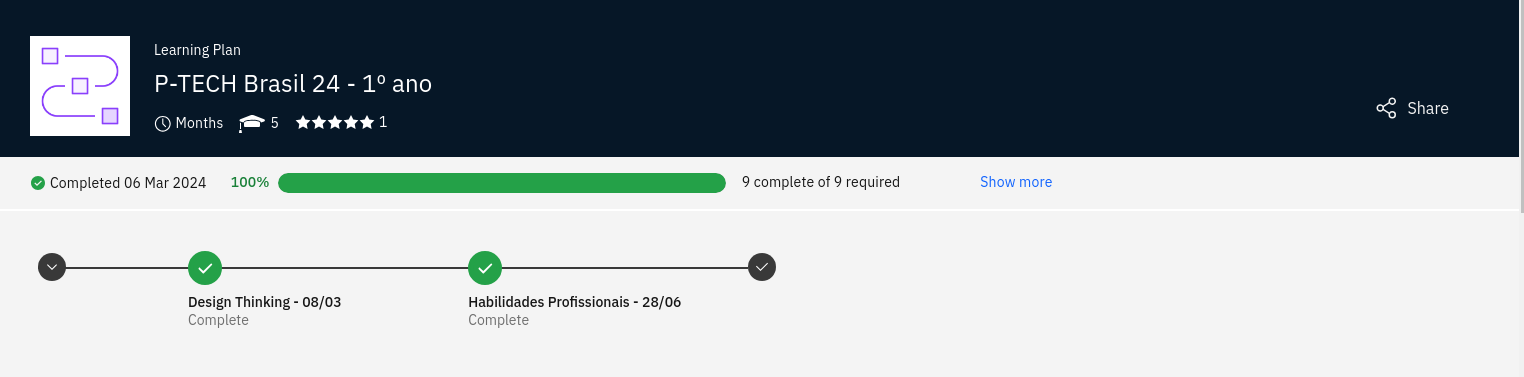 Learning Plan
P-TECH Brasil 24 - 1º ano
Months 5 1
Share
Completed 06 Mar 2024 100% 9 complete of 9 required Show more
Design Thinking - 08/03
Complete
Habilidades Profissionais - 28/06
Complete